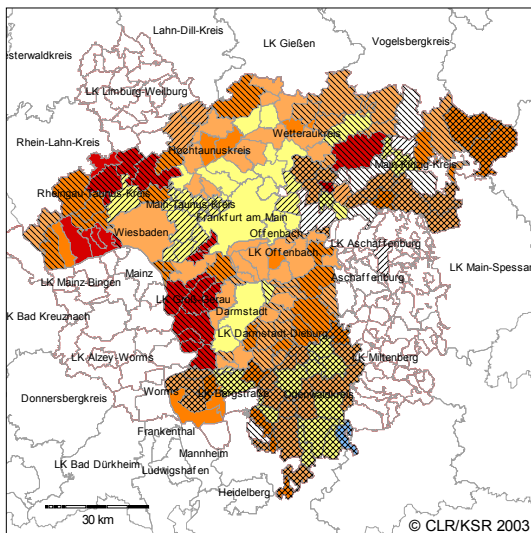 Lahn-Dill-Kreis
LK Gießen
Vogelsbergkreis
esterwaldkreis
LK Limburg-Weilburg
Wetteraukreis
Rhein-Lahn-Kreis
Hochtaunuskreis
Main-Kinzig-Kreis
Rheingau-Taunus-Kreis
Main-Taunus-Kreis
Frankfurt am Main
Wiesbaden
Offenbach
LK Aschaffenburg
LK Offenbach
Mainz
LK Main-Spessar
Aschaffenburg
LK Mainz-Bingen
LK Groß-Gerau
Darmstadt
LK Bad Kreuznach
LK Darmstadt-Dieburg
LK Alzey-Worms
LK Miltenberg
Worms
LK Bergstraße
Odenwaldkreis
Donnersbergkreis
Frankenthal
Mannheim
LK Bad Dürkheim
Ludwigshafen
Heidelberg
30 km
© CLR/KSR 2003